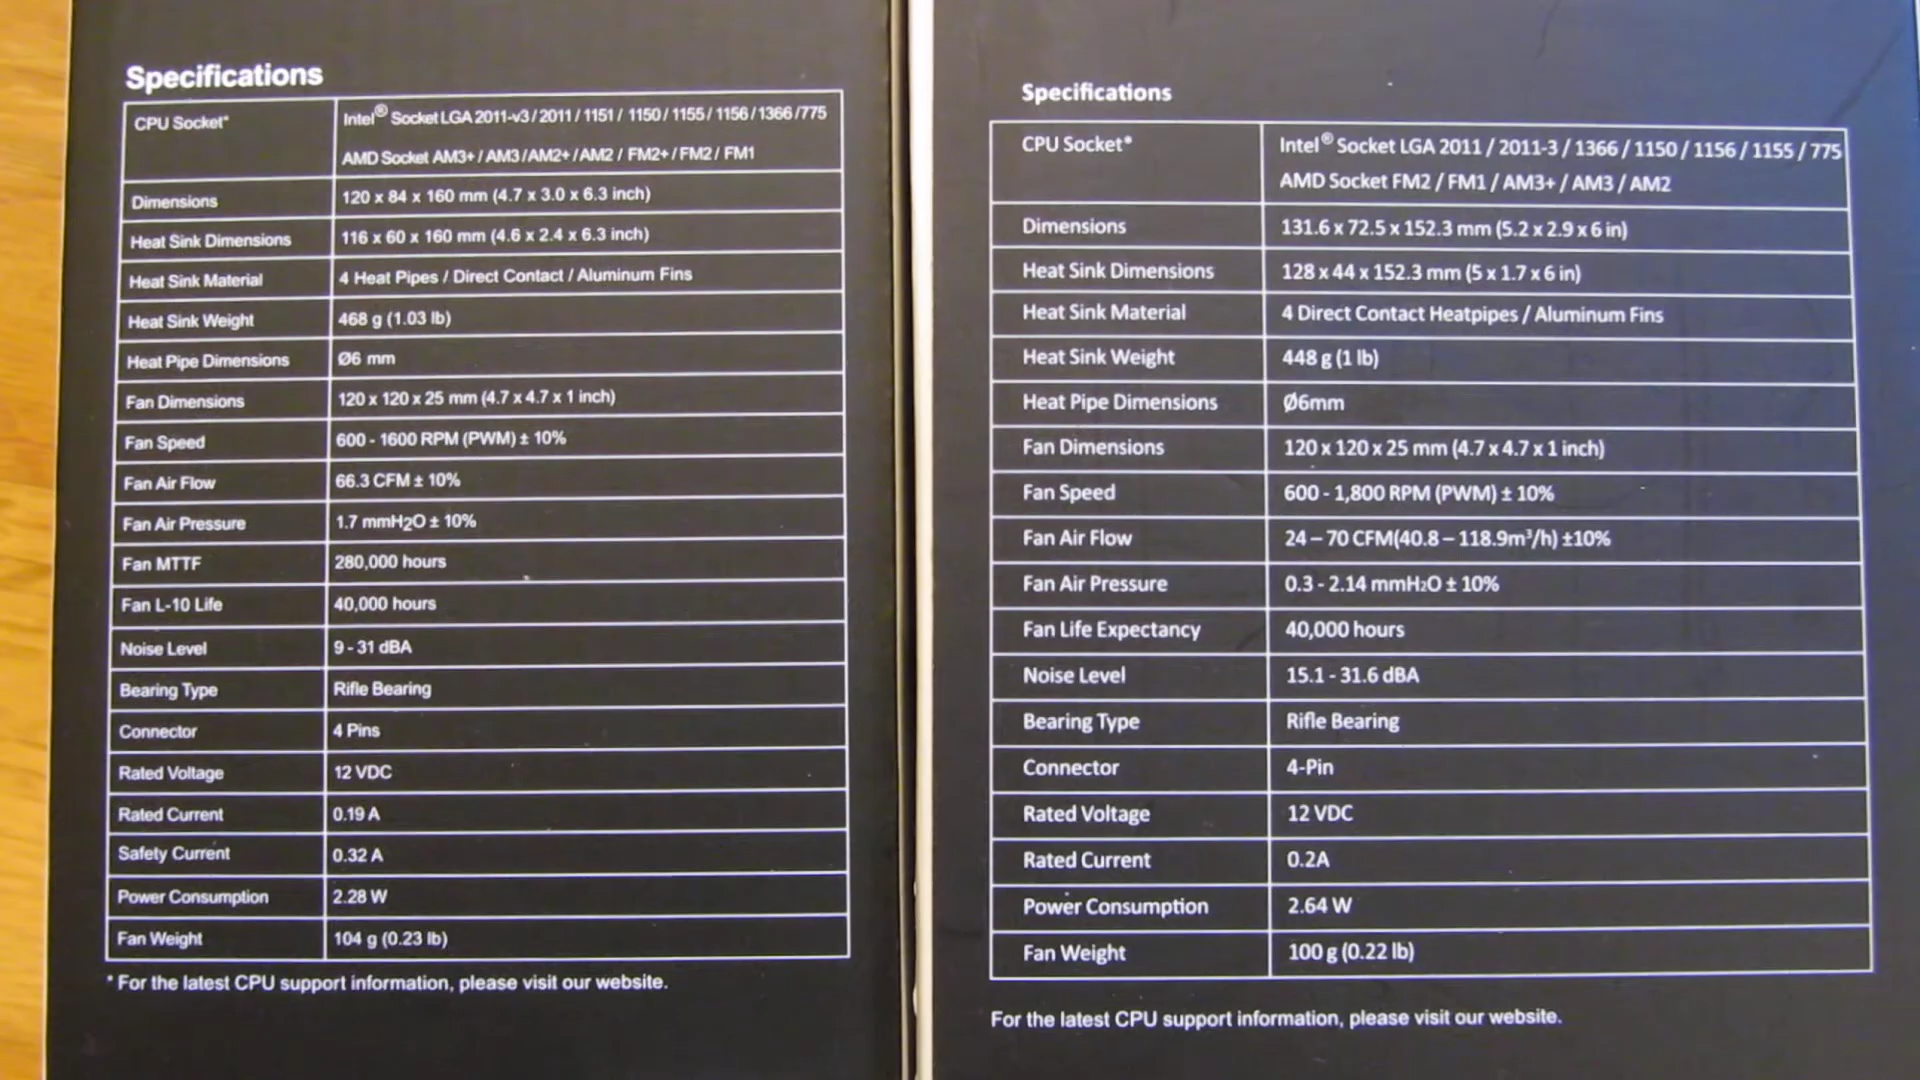 Specifications
CPU Socket*
Intel® Socket LGA 2011-v3 / 2011 / 1151 / 1150 / 1155 / 1156 / 1366 / 775
AMD Socket AM3+ / AM3 / AM2+ / AM2 / FM2+ / FM2 / FM1
Dimensions
120 x 84 x 160 mm (4.7 x 3.0 x 6.3 inch)
Heat Sink Dimensions
116 x 60 x 160 mm (4.6 x 2.4 x 6.3 inch)
Heat Sink Material
4 Heat Pipes / Direct Contact / Aluminum Fins
Heat Sink Weight
468 g (1.03 lb)
Heat Pipe Dimensions
Ø6 mm
Fan Dimensions
120 x 120 x 25 mm (4.7 x 4.7 x 1 inch)
Fan Speed
600 - 1600 RPM (PWM) ± 10%
Fan Air Flow
66.3 CFM ± 10%
Fan Air Pressure
1.7 mmH2O ± 10%
Fan MTTF
280,000 hours
Fan L-10 Life
40,000 hours
Noise Level
9 - 31 dBA
Bearing Type
Rifle Bearing
Connector
4 Pins
Rated Voltage
12 VDC
Rated Current
0.19 A
Safety Current
0.32 A
Power Consumption
2.28 W
Fan Weight
104 g (0.23 lb)
* For the latest CPU support information, please visit our website.
Specifications
CPU Socket*
Intel® Socket LGA 2011 / 2011-3 / 1366 / 1150 / 1156 / 1155 / 775
AMD Socket FM2 / FM1 / AM3+ / AM3 / AM2
Dimensions
131.6 x 72.5 x 152.3 mm (5.2 x 2.9 x 6 in)
Heat Sink Dimensions
128 x 44 x 152.3 mm (5 x 1.7 x 6 in)
Heat Sink Material
4 Direct Contact Heatpipes / Aluminum Fins
Heat Sink Weight
448 g (1 lb)
Heat Pipe Dimensions
Ø6mm
Fan Dimensions
120 x 120 x 25 mm (4.7 x 4.7 x 1 inch)
Fan Speed
600 - 1,800 RPM (PWM) ± 10%
Fan Air Flow
24 – 70 CFM(40.8 – 118.9m³/h) ±10%
Fan Air Pressure
0.3 - 2.14 mmH2O ± 10%
Fan Life Expectancy
40,000 hours
Noise Level
15.1 - 31.6 dBA
Bearing Type
Rifle Bearing
Connector
4-Pin
Rated Voltage
12 VDC
Rated Current
0.2A
Power Consumption
2.64 W
Fan Weight
100 g (0.22 lb)
For the latest CPU support information, please visit our website.